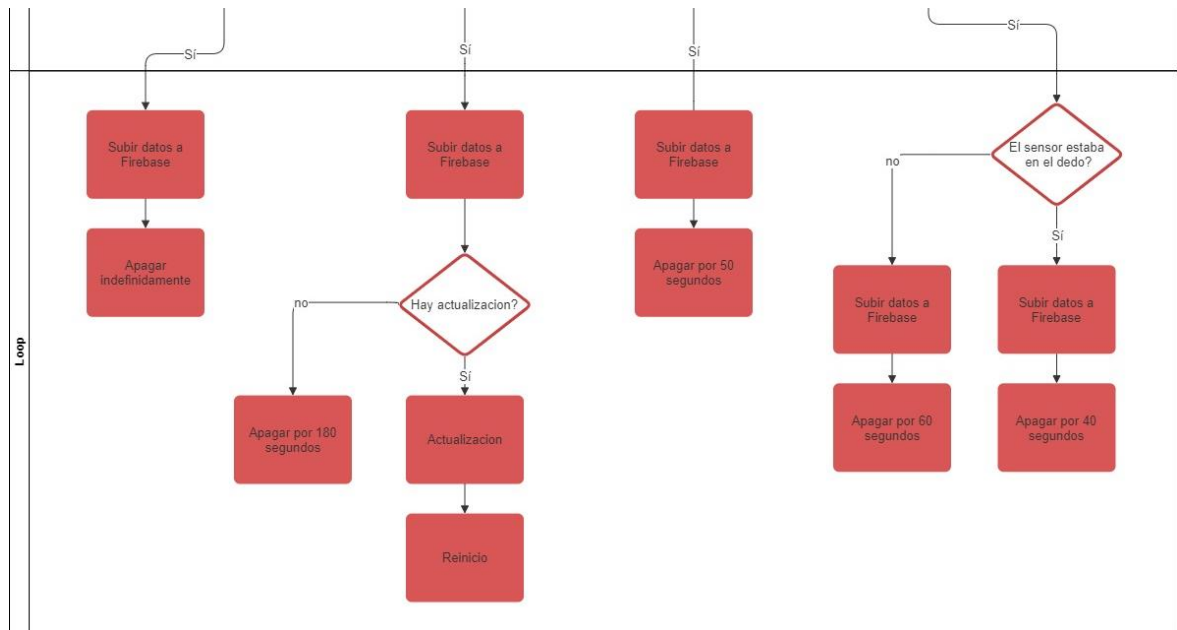 Sí
Sí
Sí
Sí
Loop
Subir datos a
Firebase
Subir datos a
Firebase
Subir datos a
Firebase
El sensor estaba
en el dedo?
no
Sí
Apagar
indefinidamente
Hay actualizacion?
Apagar por 50
segundos
no
Sí
Subir datos a
Firebase
Subir datos a
Firebase
Apagar por 180
segundos
Actualizacion
Apagar por 60
segundos
Apagar por 40
segundos
Reinicio